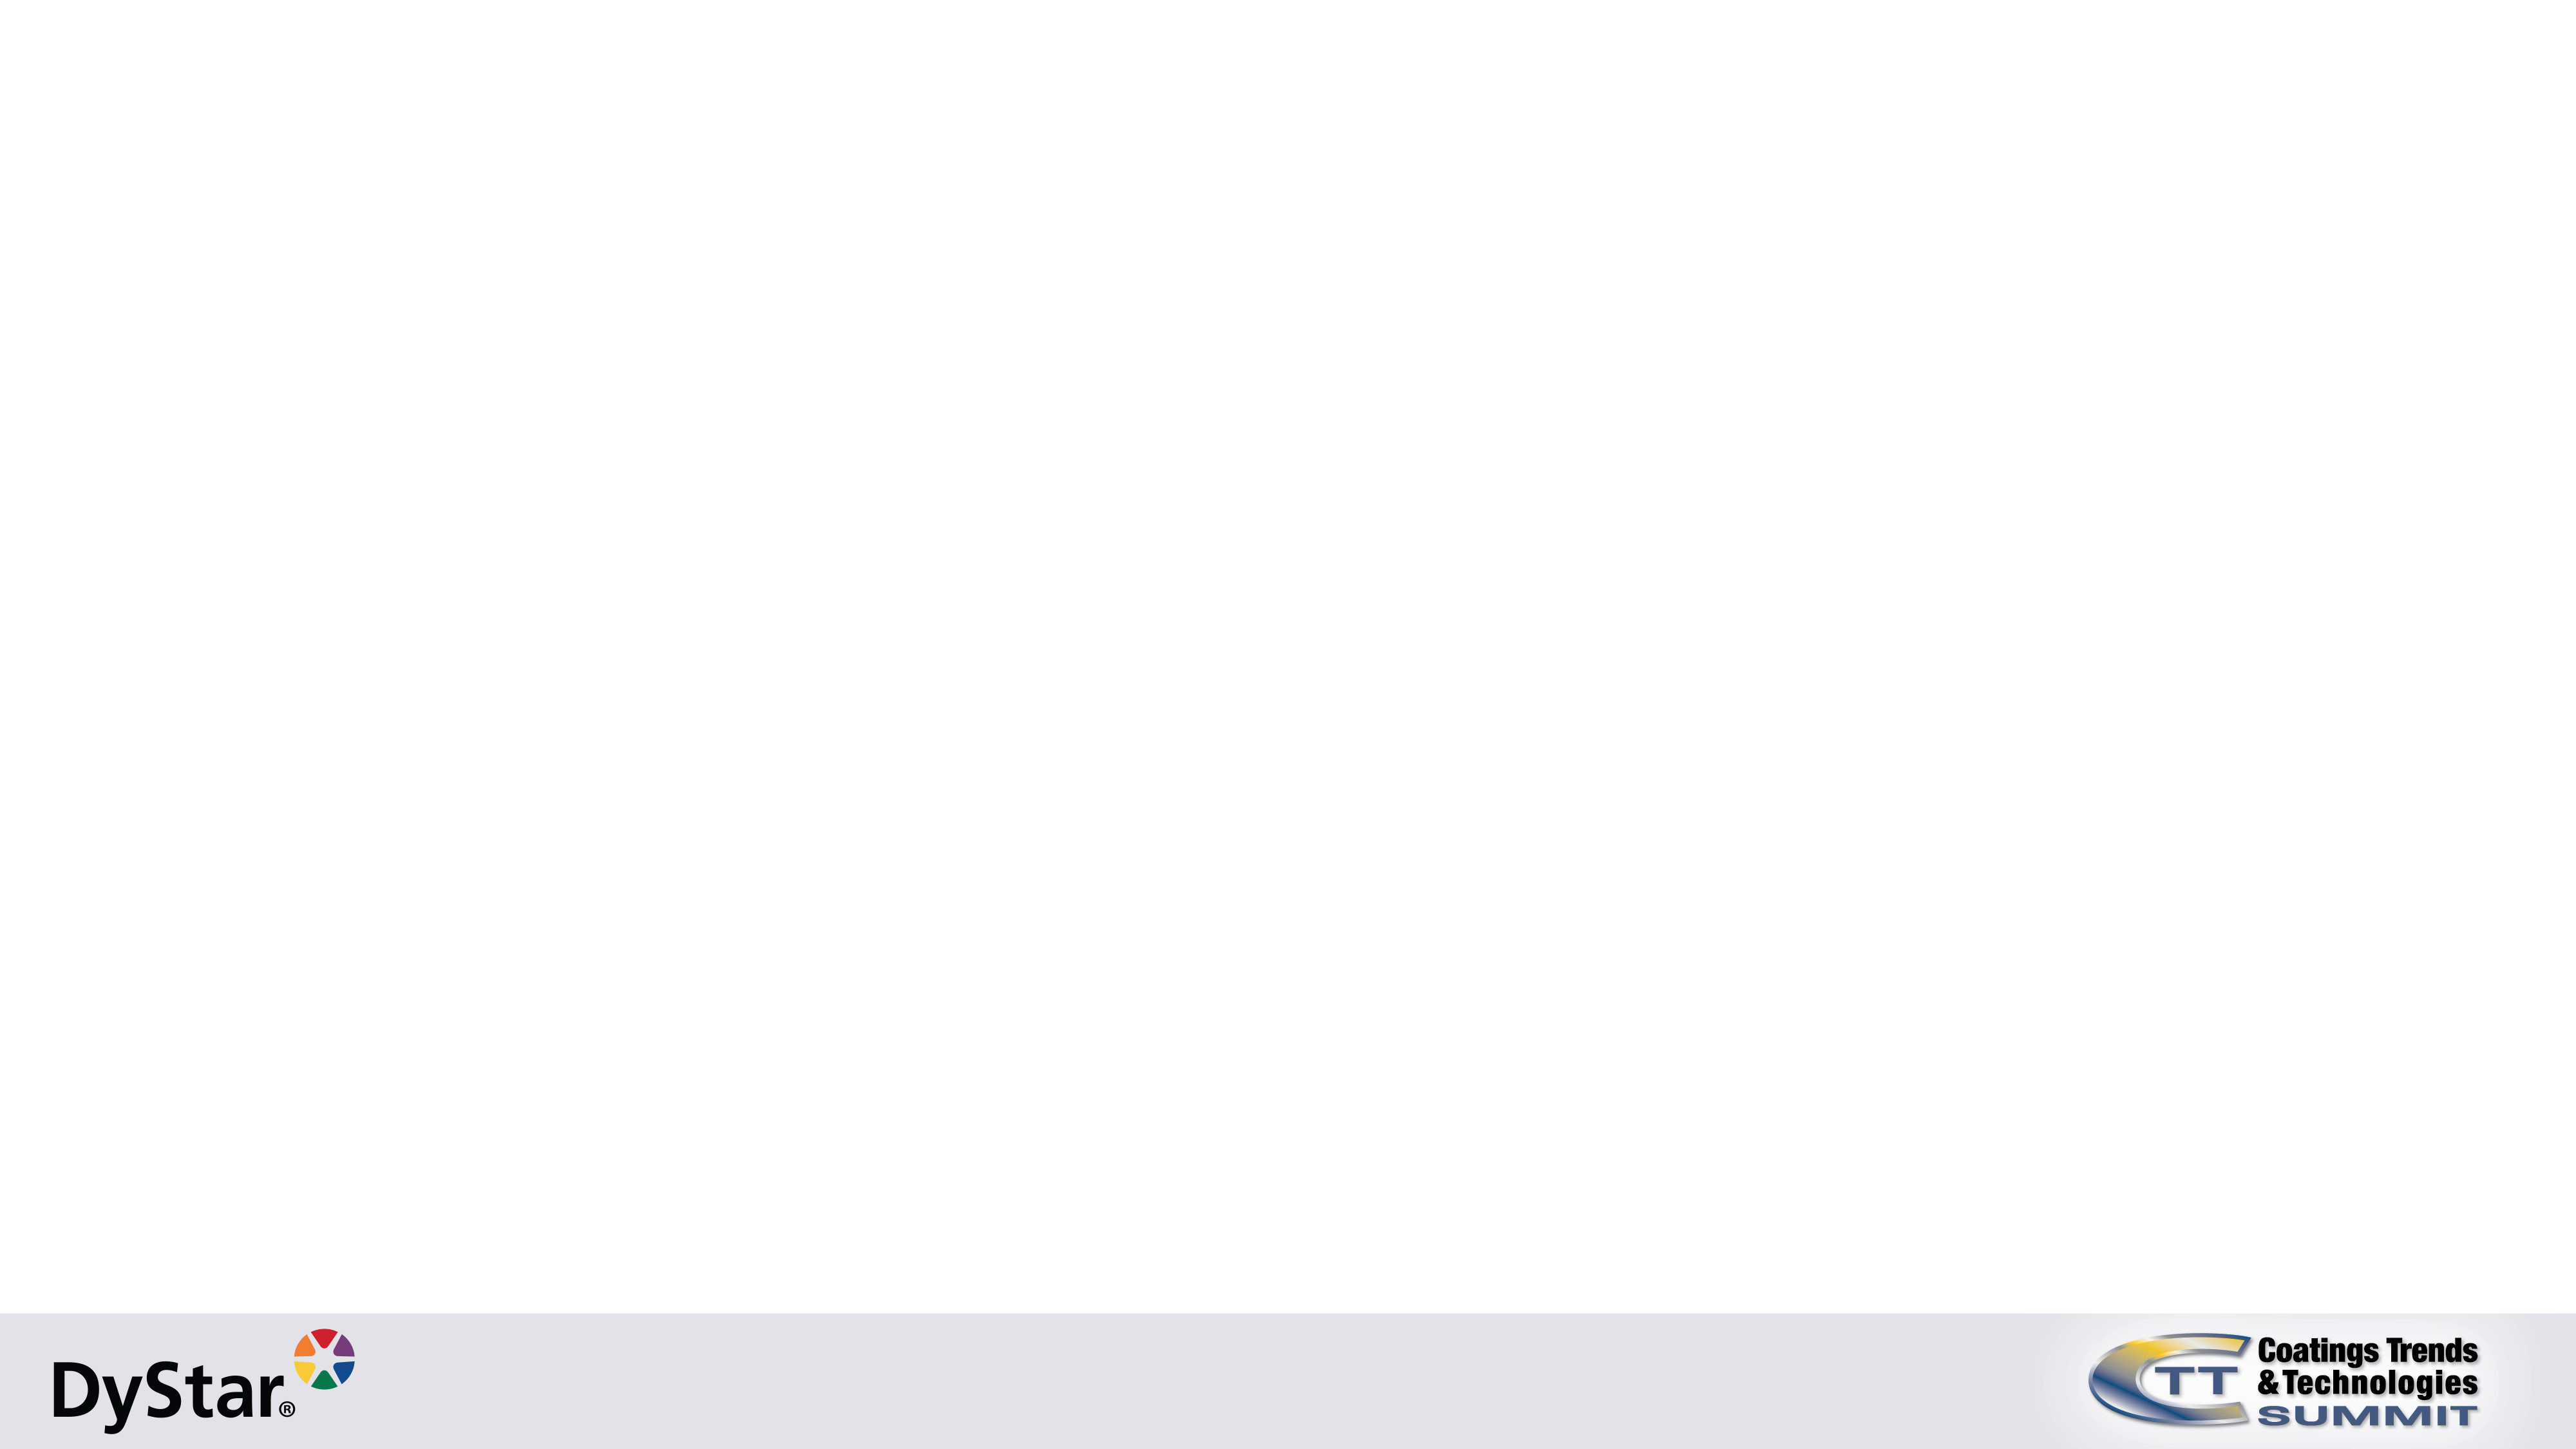 DyStar®
CTT
Coatings Trends
& Technologies
SUMMIT